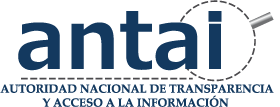 antai
AUTORIDAD NACIONAL DE TRANSPARENCIA
Y ACCESO A LA INFORMACIÓN